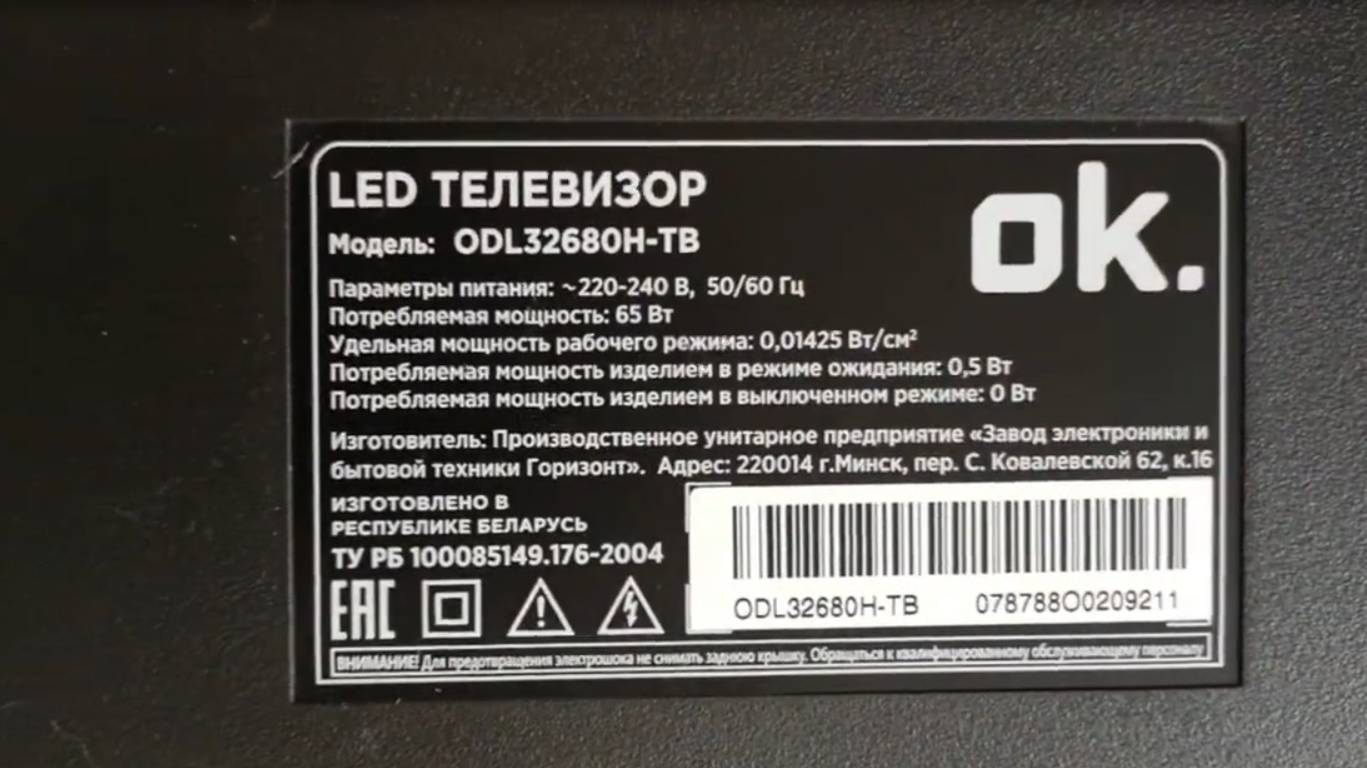 LED ТЕЛЕВИЗОР
Модель: ODL32680H-TB
ok.
Параметры питания: ~220-240 В, 50/60 Гц
Потребляемая мощность: 65 Вт
Удельная мощность рабочего режима: 0,01425 Вт/см²
Потребляемая мощность изделием в режиме ожидания: 0,5 Вт
Потребляемая мощность изделием в выключенном режиме: 0 Вт
Изготовитель: Производственное унитарное предприятие «Завод электроники и
бытовой техники Горизонт». Адрес: 220014 г.Минск, пер. С. Ковалевской 62, к.16
ИЗГОТОВЛЕНО В
РЕСПУБЛИКЕ БЕЛАРУСЬ
ТУ РБ 100085149.176-2004
EAC
ODL32680H-TB 078788O0209211
ВНИМАНИЕ! Для предотвращения электрошока не снимать заднюю крышку. Обращаться к квалифицированному обслуживающему персоналу